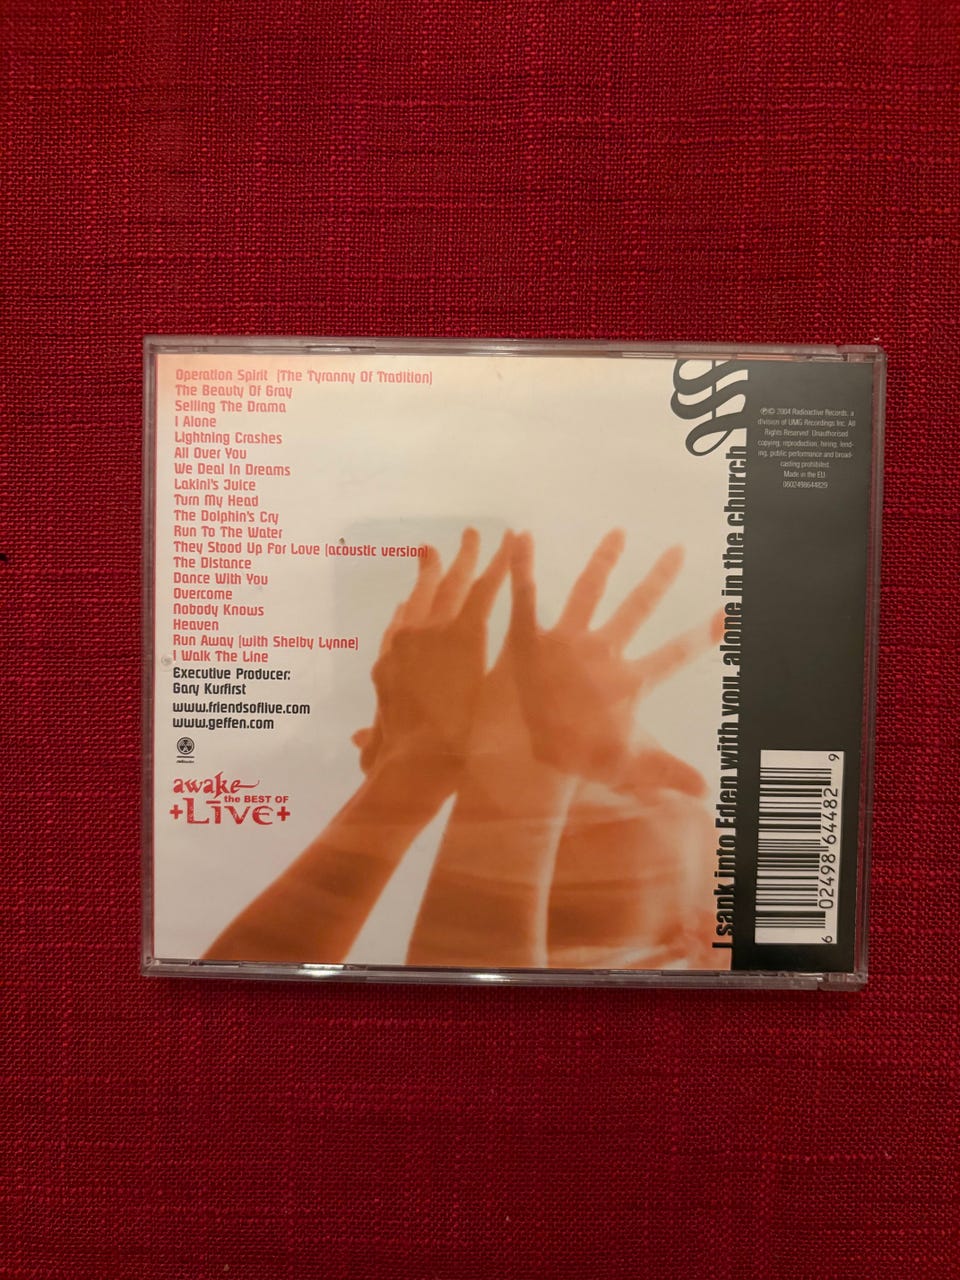 Operation Spirit (The Tyranny Of Tradition)
The Beauty Of Gray
Selling The Drama
I Alone
Lightning Crashes
All Over You
We Deal In Dreams
Lakini's Juice
Turn My Head
The Dolphin's Cry
Run To The Water
They Stood Up For Love (acoustic version)
The Distance
Dance With You
Overcome
Nobody Knows
Heaven
Run Away (with Shelby Lynne)
I Walk The Line
Executive Producer:
Gary Kurfirst
www.friendsoflive.com
www.geffen.com
awake
the BEST OF
+LIVE+
I sank into Eden with you, alone in the church
℗© 2004 Radioactive Records, a
division of UMG Recordings Inc. All
Rights Reserved. Unauthorised
copying, reproduction, hiring, lend-
ing, public performance and broad-
casting prohibited.
Made in the EU.
0602498644829
6 02498 64482 9